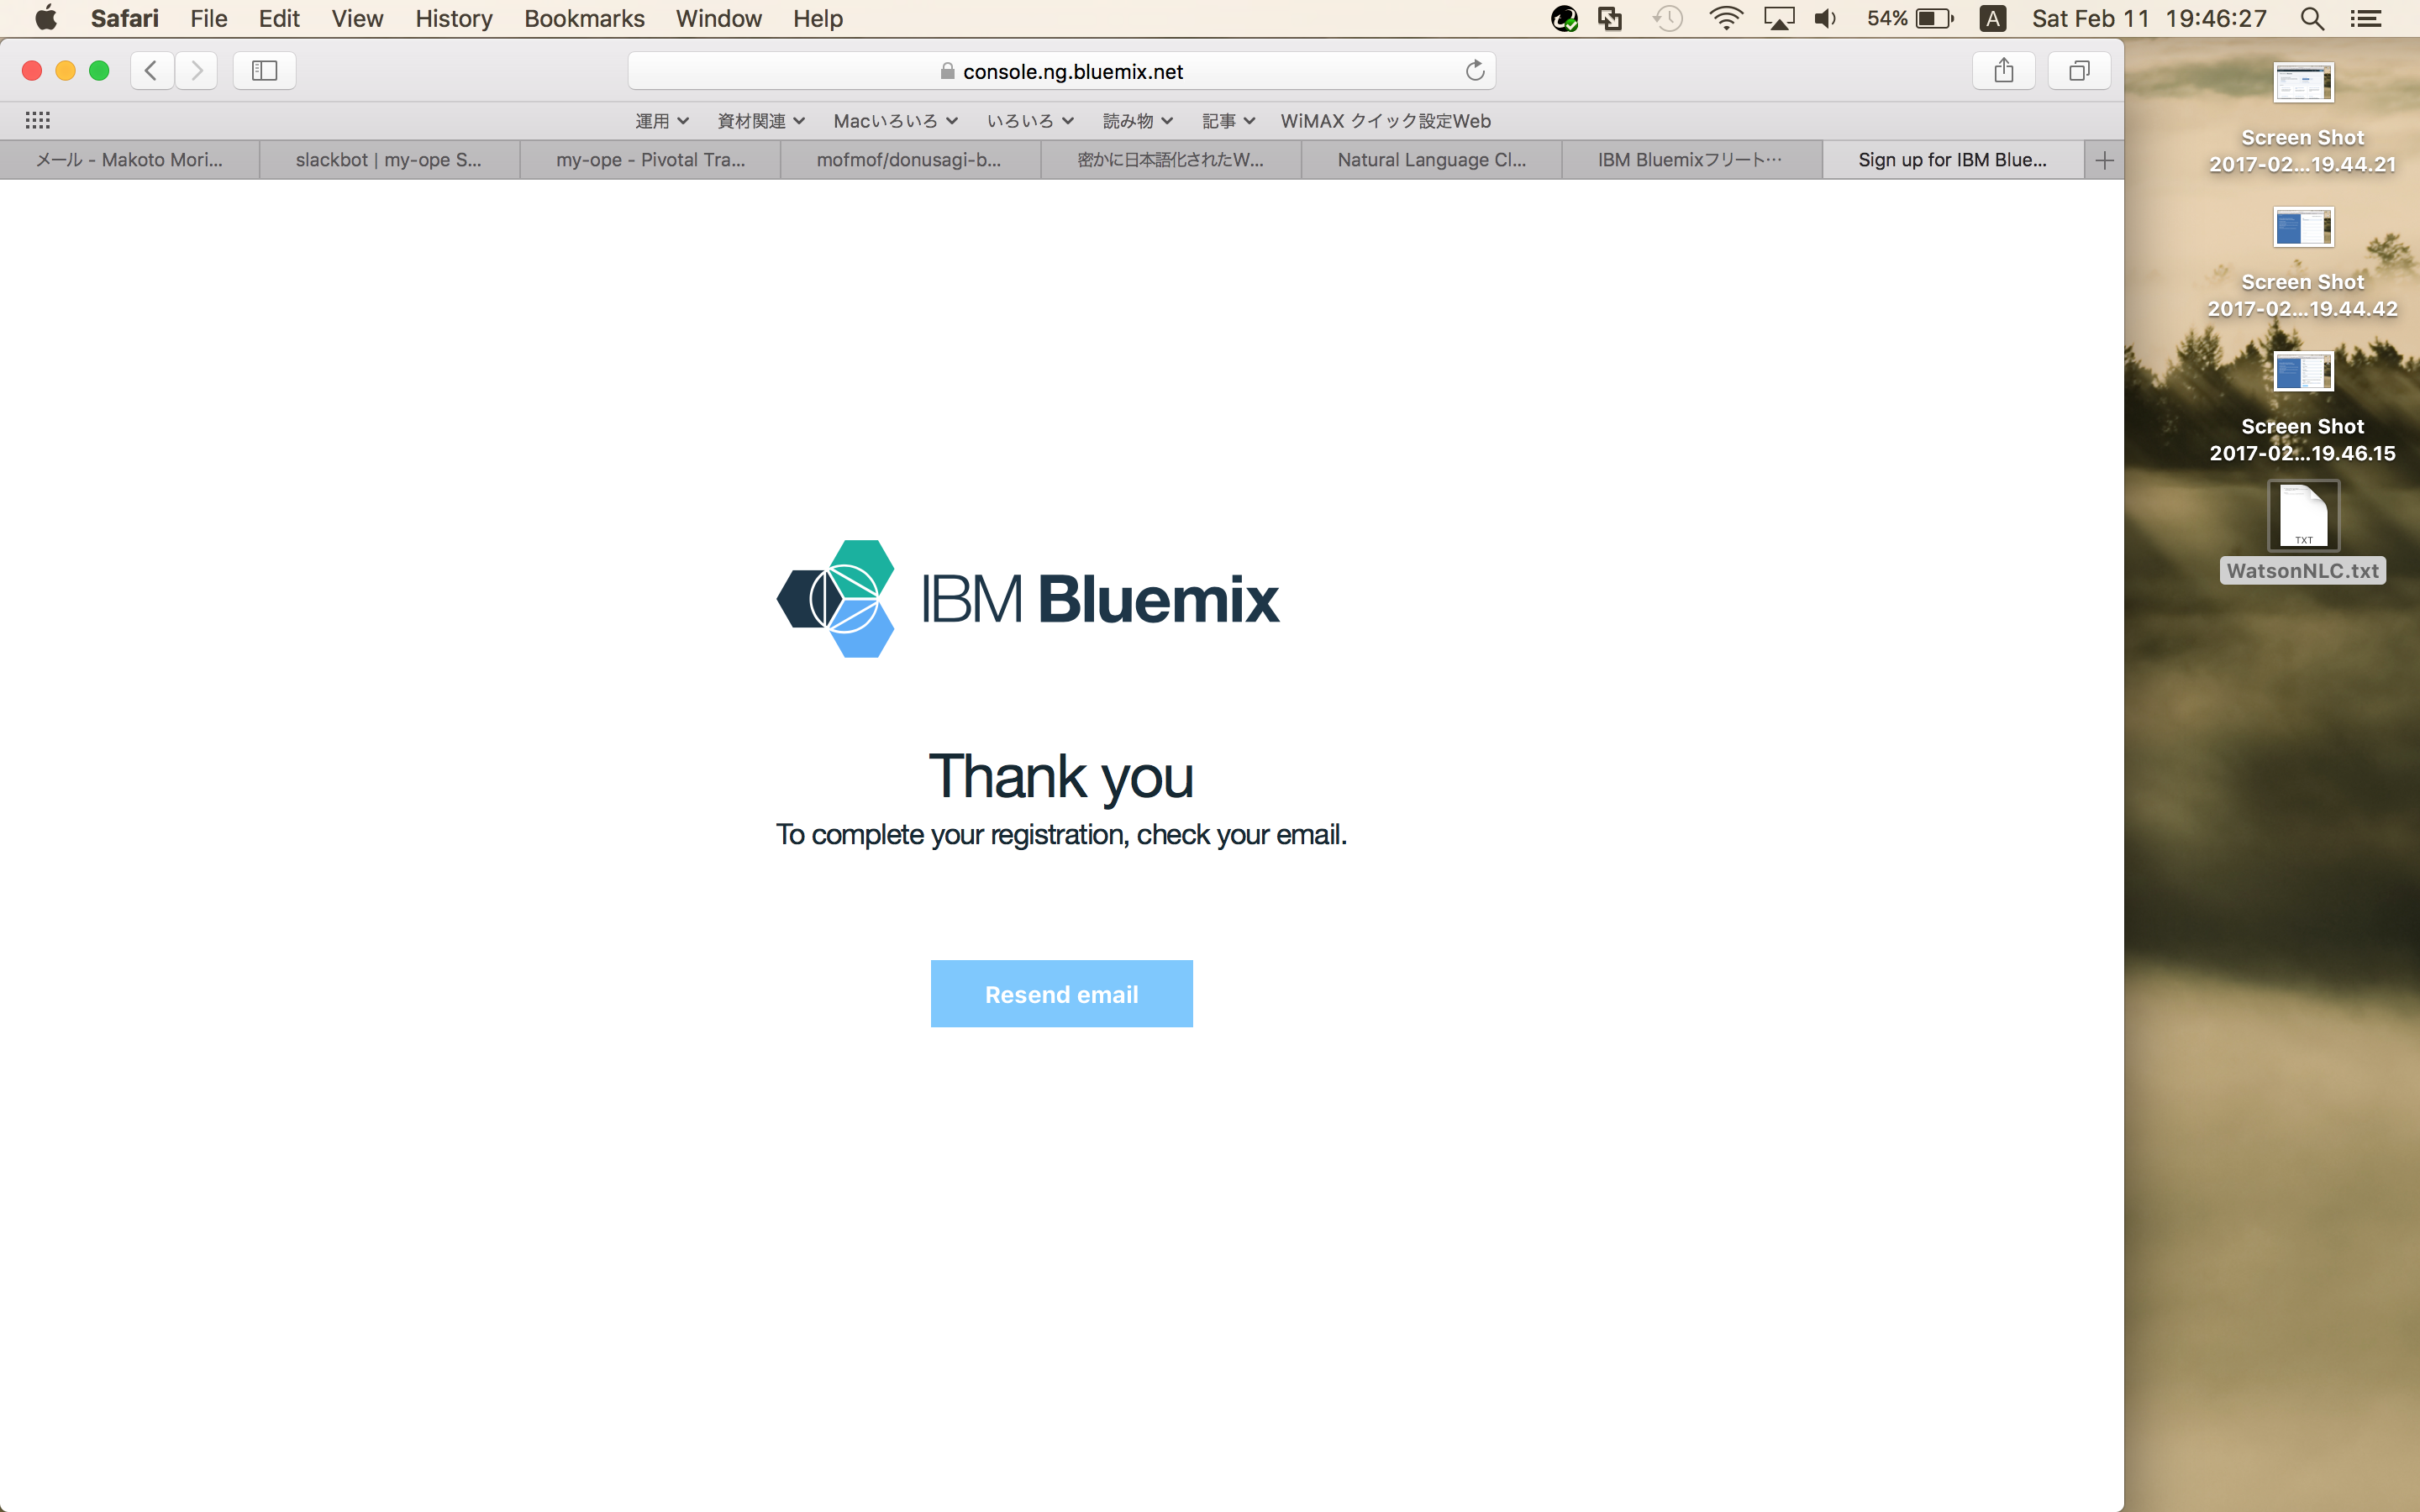 Safari File Edit View History Bookmarks Window Help 54% A Sat Feb 11 19:46:27
console.ng.bluemix.net
運用 資材関連 Macいろいろ いろいろ 読み物 記事 WiMAX クイック設定Web
メール - Makoto Mori... slackbot | my-ope S... my-ope - Pivotal Tra... mofmof/donusagi-b... 密かに日本語化されたW... Natural Language Cl... IBM Bluemixフリート… Sign up for IBM Blue...
IBM Bluemix
Thank you
To complete your registration, check your email.
Resend email
Screen Shot
2017-02...19.44.21
Screen Shot
2017-02...19.44.42
Screen Shot
2017-02...19.46.15
TXT
WatsonNLC.txt